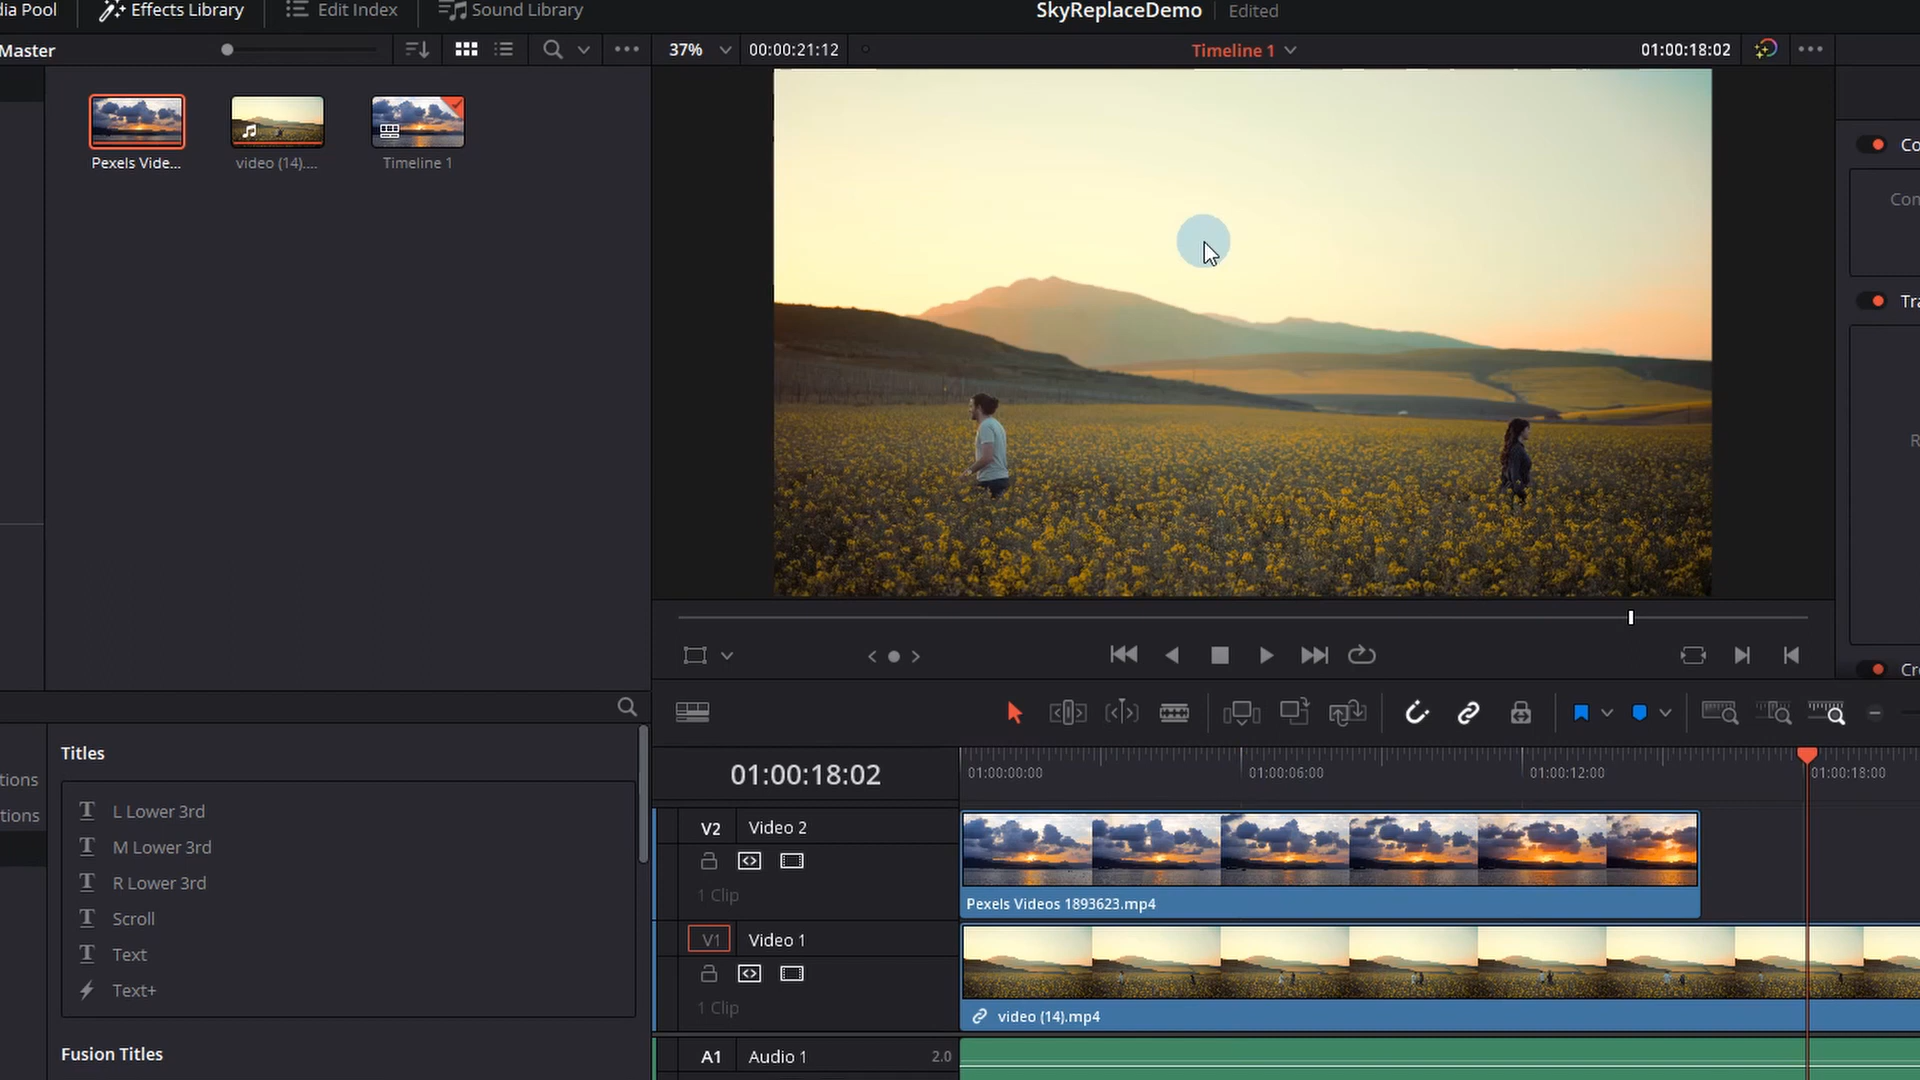 dia Pool
Effects Library
Edit Index
Sound Library
SkyReplaceDemo
Edited
Master
37%
00:00:21:12
Timeline 1
01:00:18:02
Pexels Vide...
video (14)....
Timeline 1
Co
Con
Tra
R
Cro
Titles
tions
tions
L Lower 3rd
M Lower 3rd
R Lower 3rd
Scroll
Text
Text+
Fusion Titles
01:00:18:02
01:00:00:00
01:00:06:00
01:00:12:00
01:00:18:00
V2
Video 2
1 Clip
Pexels Videos 1893623.mp4
V1
Video 1
1 Clip
video (14).mp4
A1
Audio 1
2.0